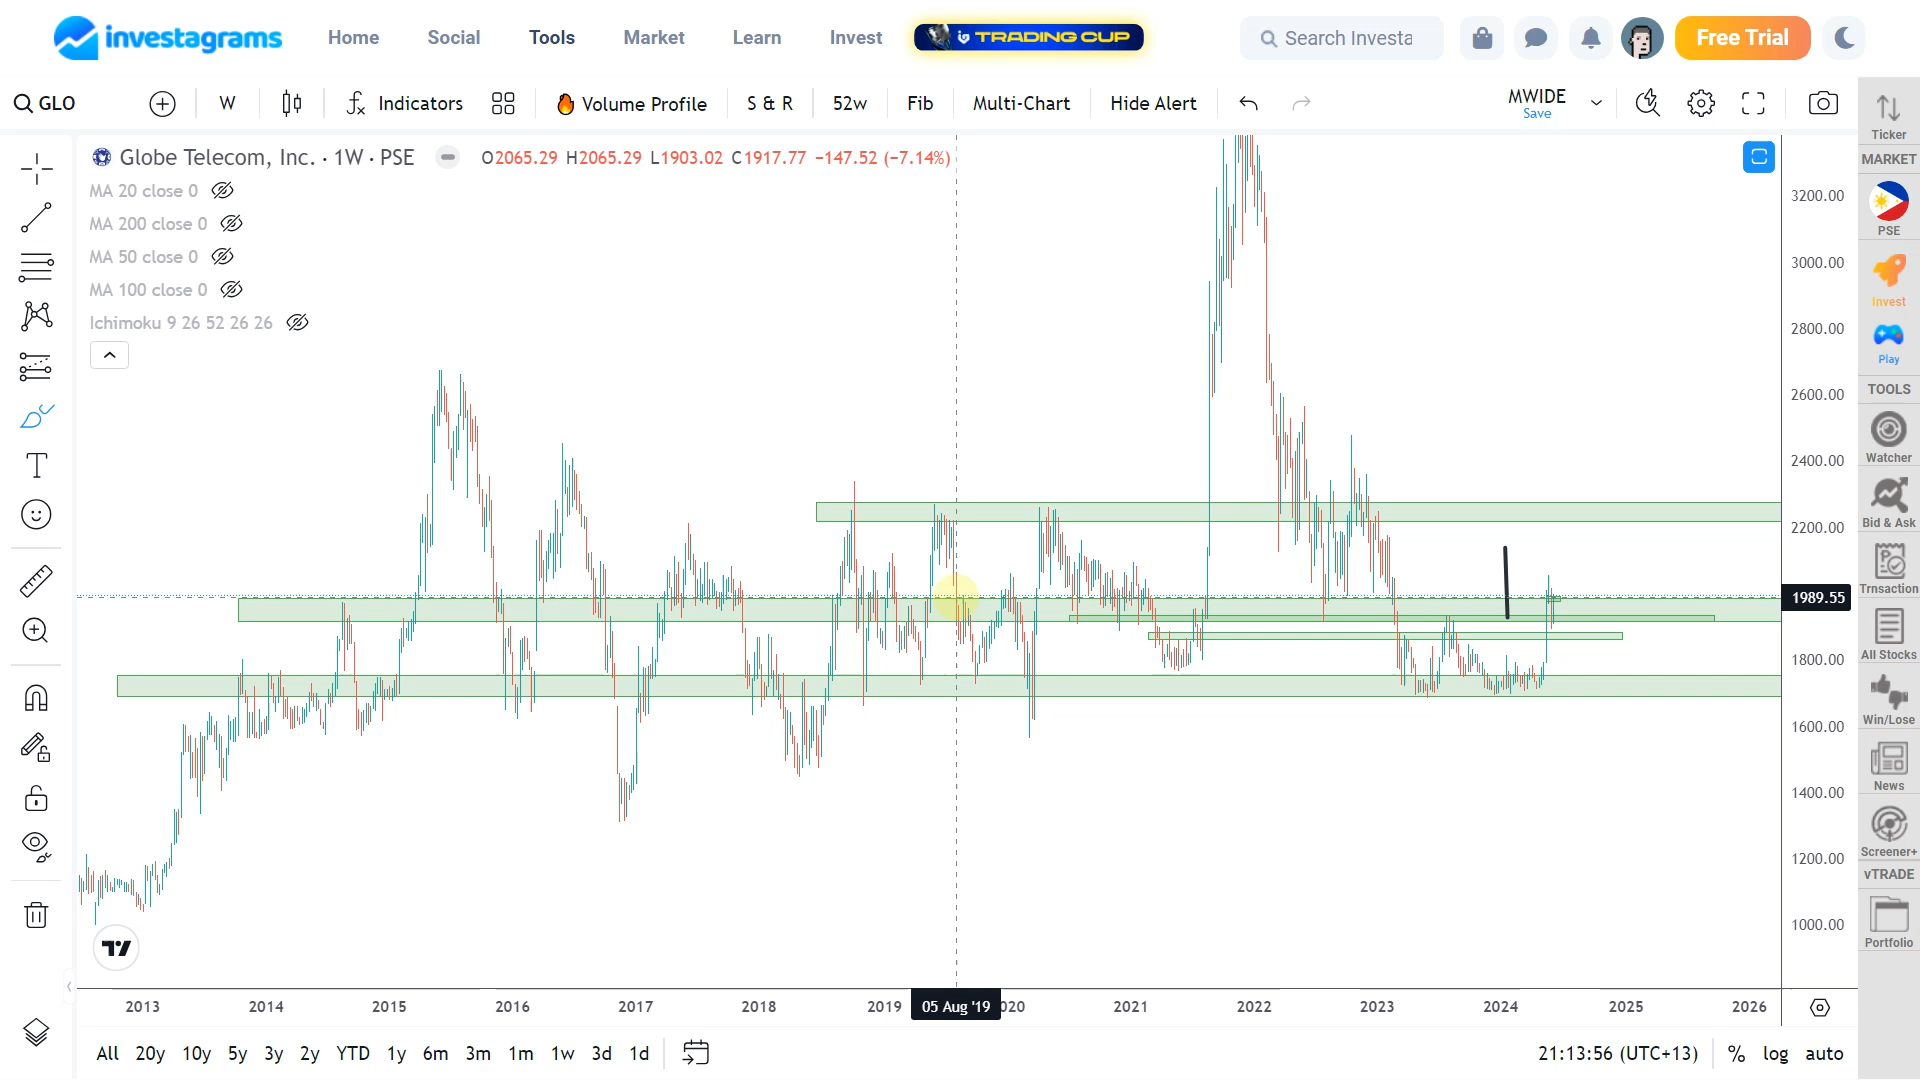 investagrams Home Social Tools Market Learn Invest TRADING CUP Search Investa Free Trial
GLO W Indicators Volume Profile S & R 52w Fib Multi-Chart Hide Alert MWIDE
Save
Globe Telecom, Inc. · 1W · PSE O2065.29 H2065.29 L1903.02 C1917.77 −147.52 (−7.14%)
MA 20 close 0
MA 200 close 0
MA 50 close 0
MA 100 close 0
Ichimoku 9 26 52 26 26
3200.00
3000.00
2800.00
2600.00
2400.00
2200.00
1989.55
1800.00
1600.00
1400.00
1200.00
1000.00
2013 2014 2015 2016 2017 2018 2019 05 Aug '19 020 2021 2022 2023 2024 2025 2026
All 20y 10y 5y 3y 2y YTD 1y 6m 3m 1m 1w 3d 1d 21:13:56 (UTC+13) % log auto
Ticker
MARKET
PSE
Invest
Play
TOOLS
Watcher
Bid & Ask
Trnsaction
All Stocks
Win/Lose
News
Screener+
vTRADE
Portfolio